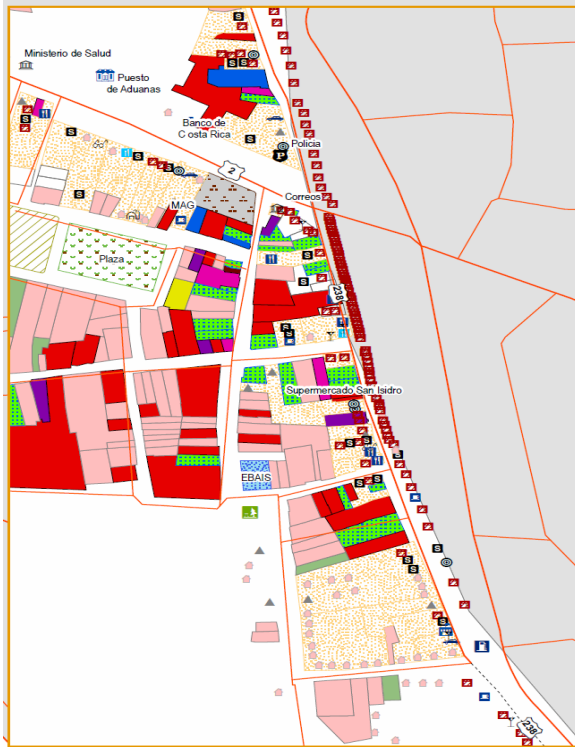 Ministerio de Salud
Puesto
de Aduanas
Banco de
Costa Rica
Policia
P
2
MAG
Correos
Plaza
238
Supermercado San Isidro
EBAIS
238
S